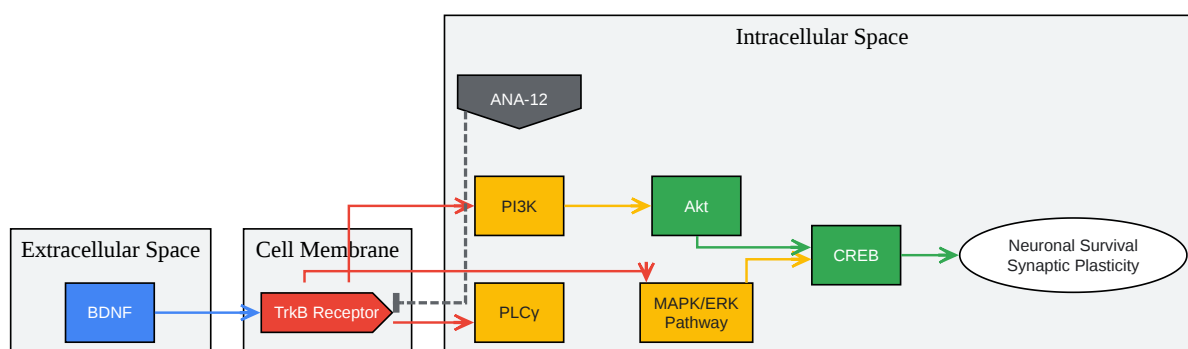 Intracellular Space
ANA-12
PI3K
Akt
Extracellular Space
Cell Membrane
CREB
Neuronal Survival
Synaptic Plasticity
BDNF
TrkB Receptor
PLCγ
MAPK/ERK
Pathway